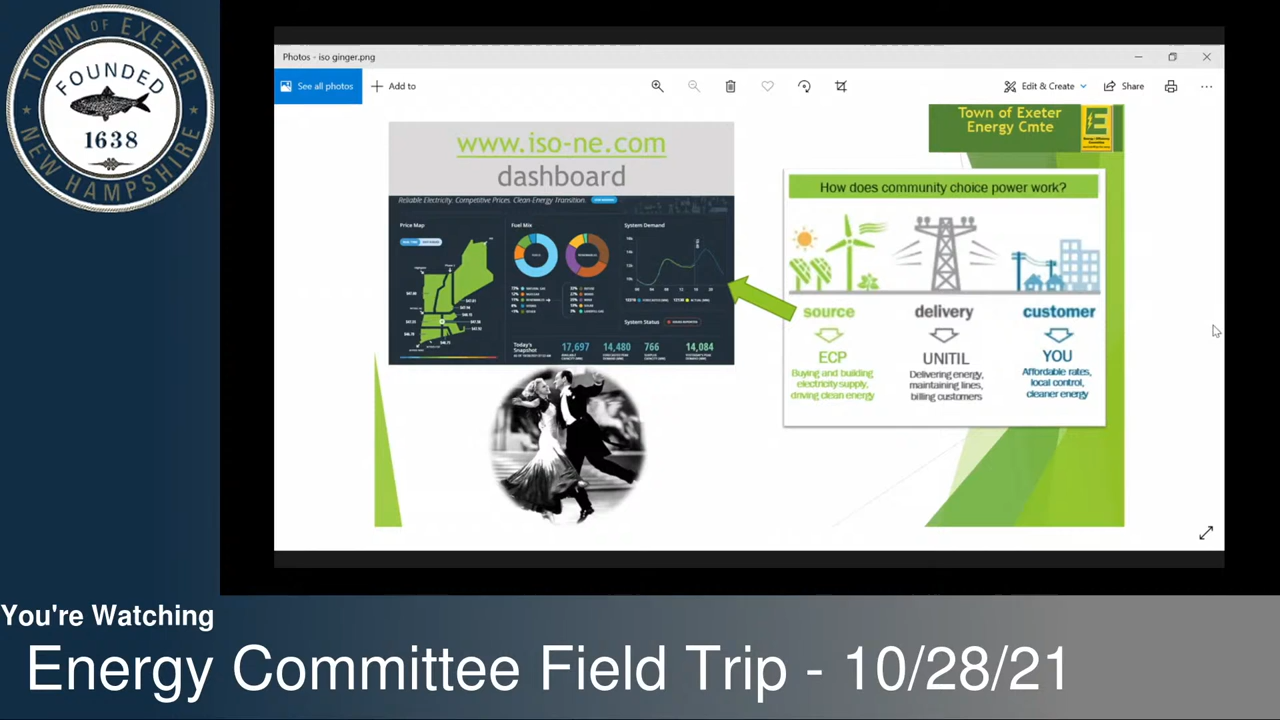 TOWN OF EXETER
FOUNDED
1638
NEW HAMPSHIRE
Photos - iso ginger.png
See all photos
Add to
Edit & Create
Share
www.iso-ne.com
dashboard
Reliable Electricity. Competitive Prices. Clean-Energy Transition.
Price Map
Fuel Mix
System Demand
System Status
Today's
Snapshot
17,697
14,480
766
14,084
Town of Exeter
Energy Cmte
E
How does community choice power work?
source
delivery
customer
ECP
UNITIL
YOU
Buying and building
electricity supply,
driving clean energy
Delivering energy,
maintaining lines,
billing customers
Affordable rates,
local control,
cleaner energy
You're Watching
Energy Committee Field Trip - 10/28/21